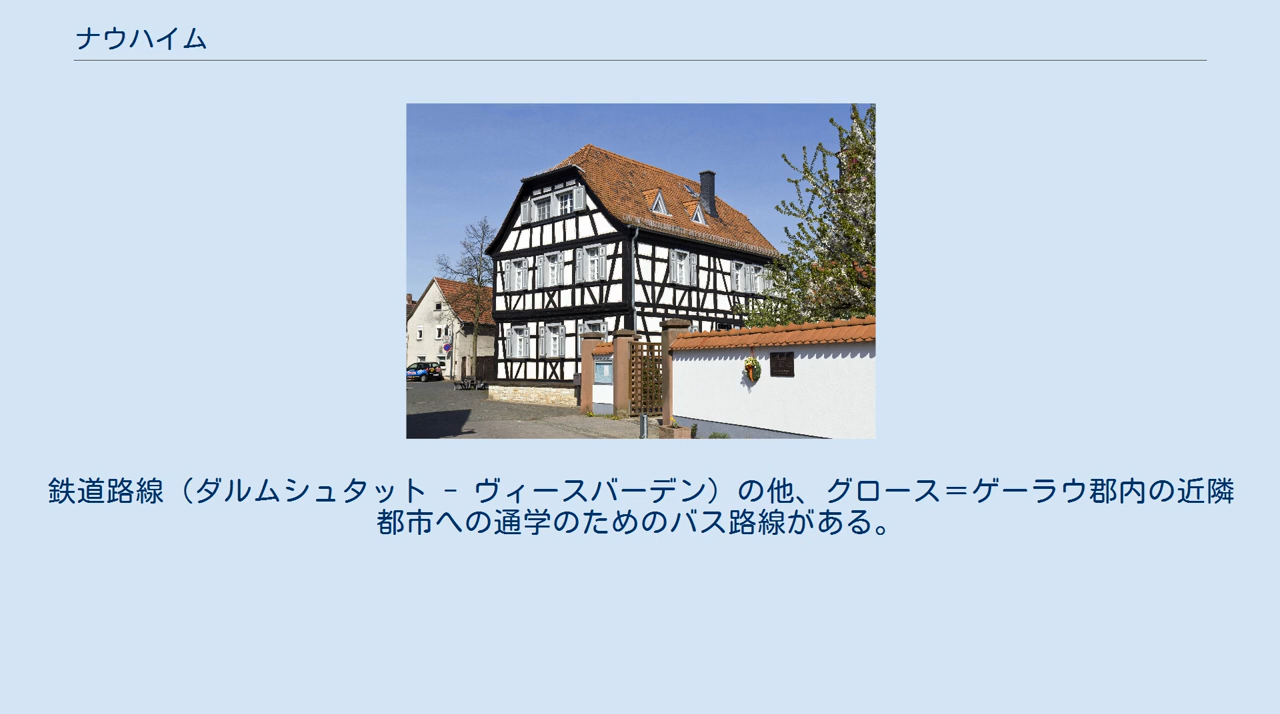 ナウハイム
鉄道路線（ダルムシュタット - ヴィースバーデン）の他、グロース＝ゲーラウ郡内の近隣
都市への通学のためのバス路線がある。